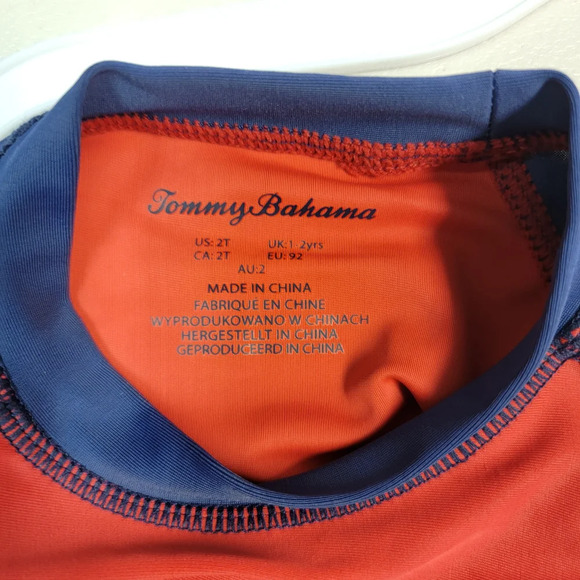 Tommy Bahama
US: 2T UK: 1-2yrs
CA: 2T EU: 92
AU: 2
MADE IN CHINA
FABRIQUÉ EN CHINE
WYPRODUKOWANO W CHINACH
HERGESTELLT IN CHINA
GEPRODUCEERD IN CHINA